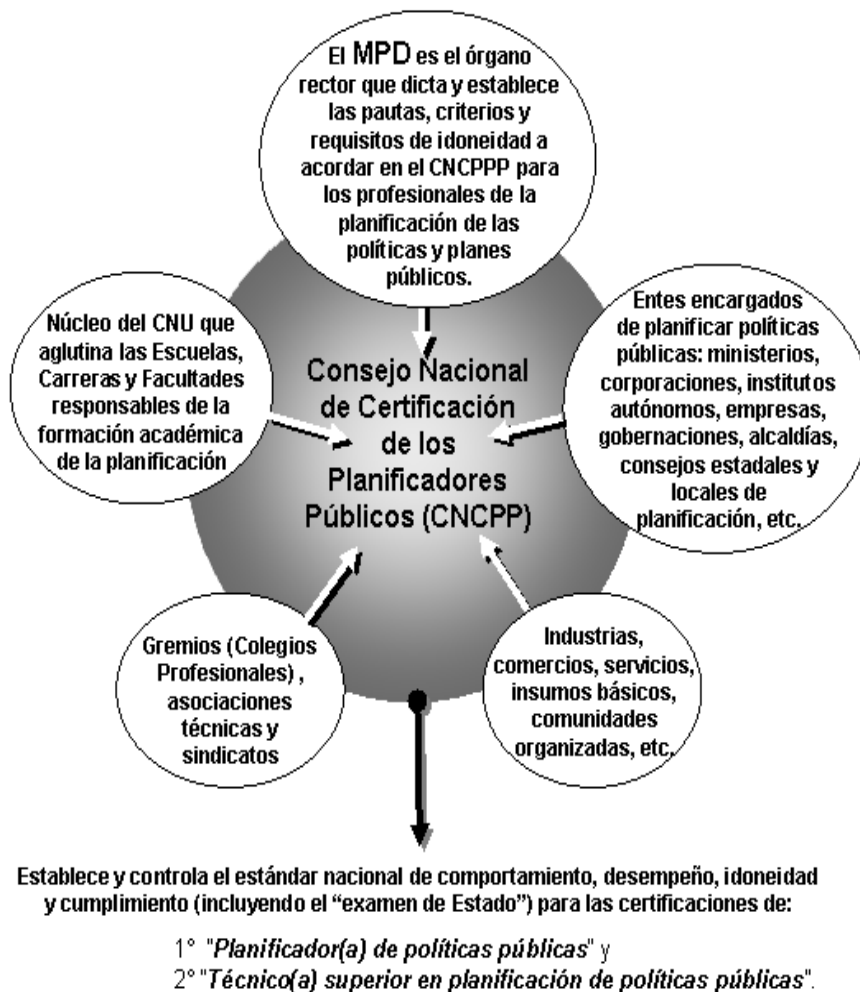 El MPD es el órgano
rector que dicta y establece
las pautas, criterios y
requisitos de idoneidad a
acordar en el CNCPPP para
los profesionales de la
planificación de las
políticas y planes
públicos.
Núcleo del CNU que
aglutina las Escuelas,
Carreras y Facultades
responsables de la
formación académica
de la planificación
Consejo Nacional
de Certificación
de los
Planificadores
Públicos (CNCPP)
Entes encargados
de planificar políticas
públicas: ministerios,
corporaciones, institutos
autónomos, empresas,
gobernaciones, alcaldías,
consejos estadales y
locales de
planificación, etc.
Gremios (Colegios
Profesionales) ,
asociaciones
técnicas y
sindicatos
Industrias,
comercios, servicios,
insumos básicos,
comunidades
organizadas, etc.
Establece y controla el estándar nacional de comportamiento, desempeño, idoneidad
y cumplimiento (incluyendo el “examen de Estado”) para las certificaciones de:
1° "Planificador(a) de políticas públicas" y
2° "Técnico(a) superior en planificación de políticas públicas".